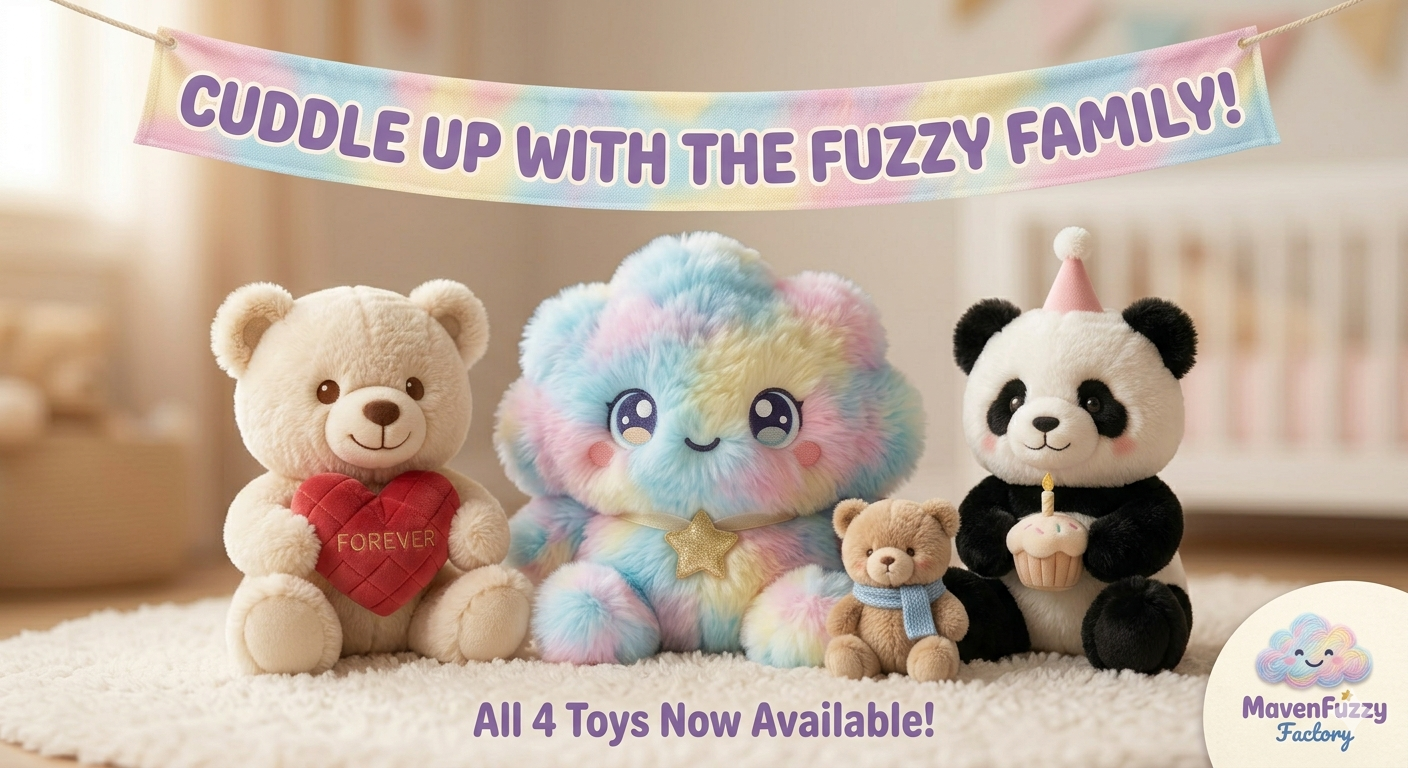 CUDDLE UP WITH THE FUZZY FAMILY!
FOREVER
All 4 Toys Now Available!
MavenFuzzy
Factory